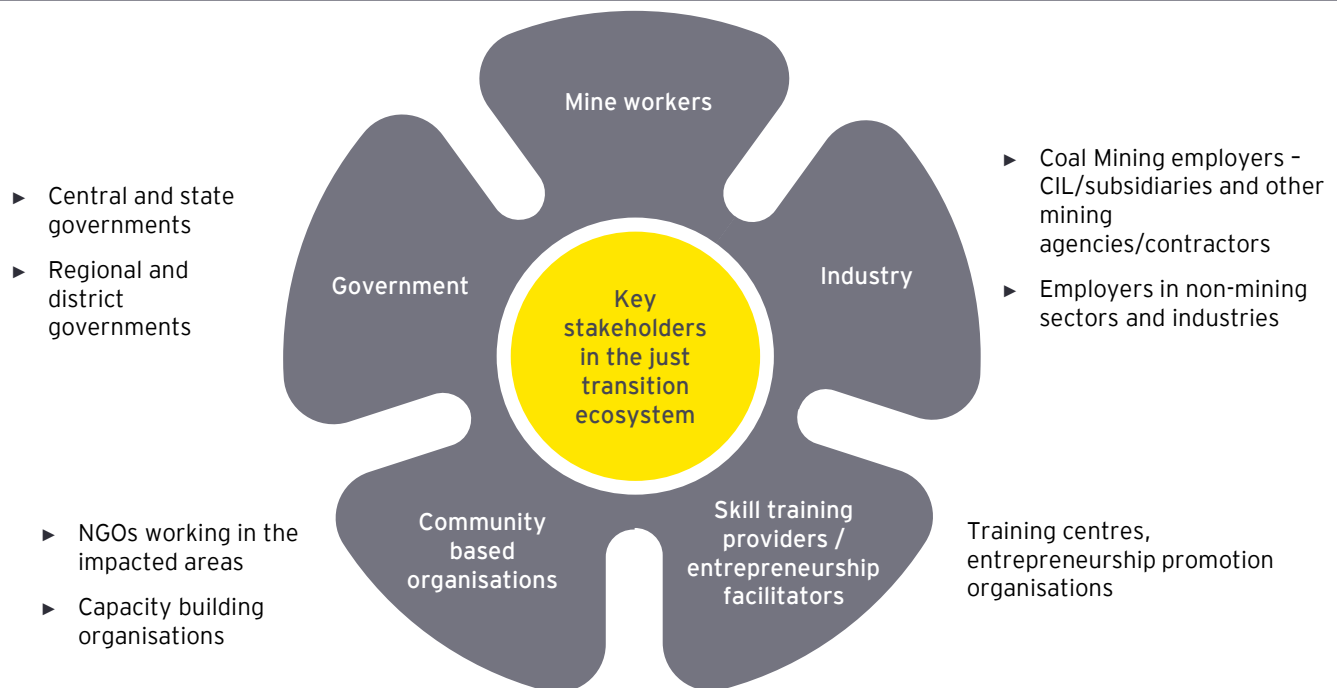 Mine workers
► Central and state
governments
► Regional and
district
governments
Government
Key
stakeholders
in the just
transition
ecosystem
Industry
► Coal Mining employers –
CIL/subsidiaries and other
mining
agencies/contractors
► Employers in non-mining
sectors and industries
► NGOs working in the
impacted areas
► Capacity building
organisations
Community
based
organisations
Skill training
providers /
entrepreneurship
facilitators
Training centres,
entrepreneurship promotion
organisations